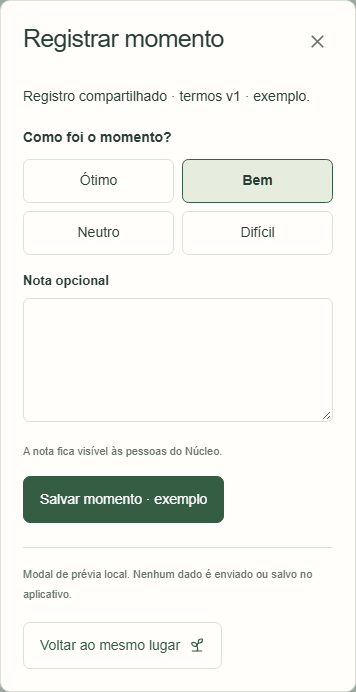 Registrar momento
Registro compartilhado · termos v1 · exemplo.
Como foi o momento?
Ótimo
Bem
Neutro
Difícil
Nota opcional
A nota fica visível às pessoas do Núcleo.
Salvar momento · exemplo
Modal de prévia local. Nenhum dado é enviado ou salvo no
aplicativo.
Voltar ao mesmo lugar